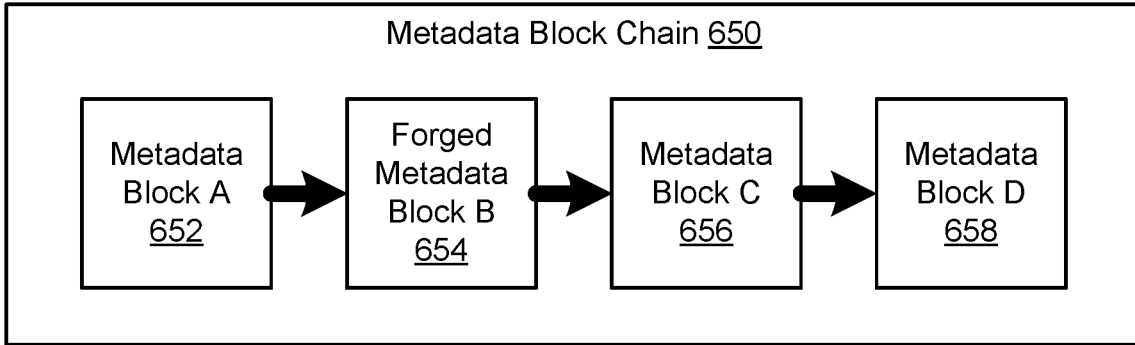 Metadata Block Chain 650
Metadata
Block A
652
Forged
Metadata
Block B
654
Metadata
Block C
656
Metadata
Block D
658